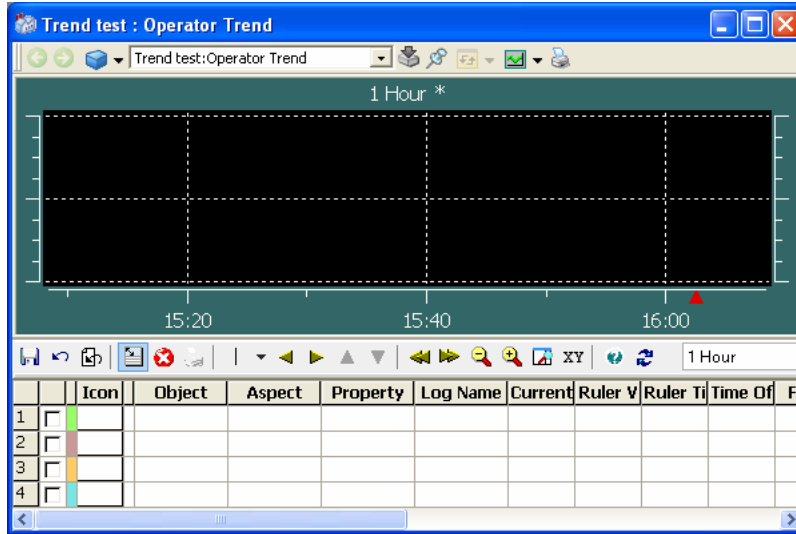 Trend test : Operator Trend
Trend test:Operator Trend
1 Hour *
15:20 15:40 16:00
XY 1 Hour
Icon Object Aspect Property Log Name Current Ruler V Ruler Ti Time Of F
1
2
3
4